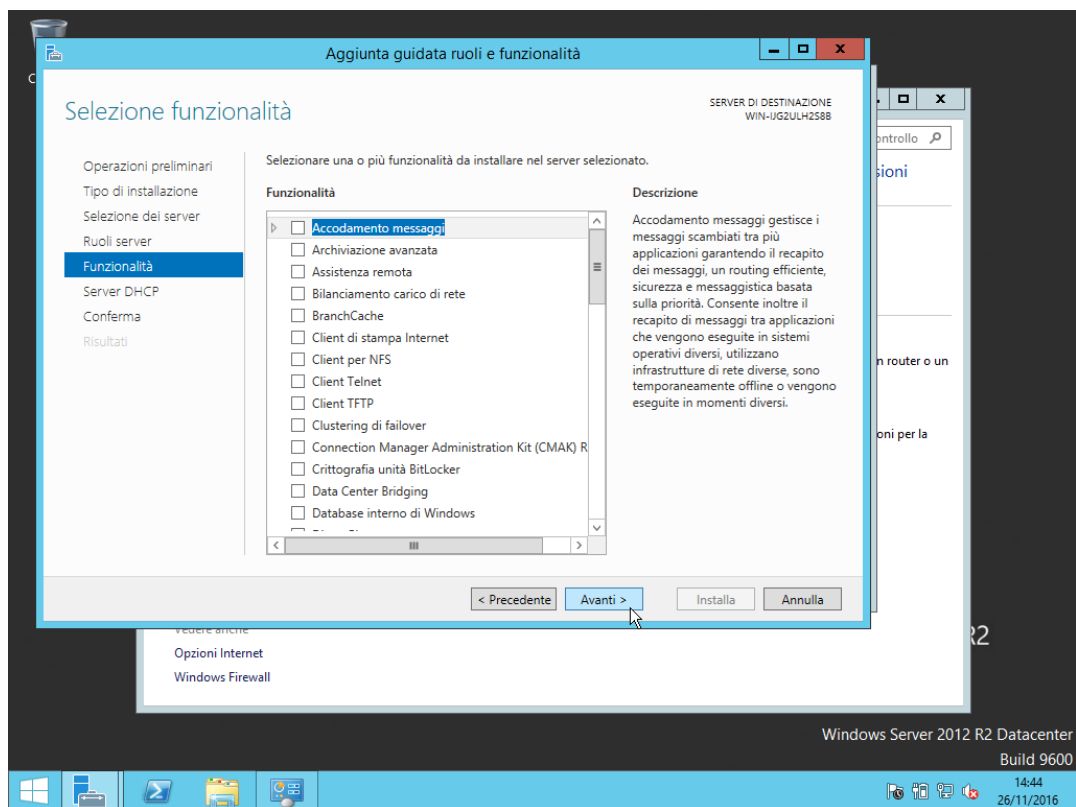 Aggiunta guidata ruoli e funzionalità
Selezione funzionalità
SERVER DI DESTINAZIONE
WIN-IJG2ULH2S8B
Operazioni preliminari
Tipo di installazione
Selezione dei server
Ruoli server
Funzionalità
Server DHCP
Conferma
Risultati
Selezionare una o più funzionalità da installare nel server selezionato.
Funzionalità
Accodamento messaggi
Archiviazione avanzata
Assistenza remota
Bilanciamento carico di rete
BranchCache
Client di stampa Internet
Client per NFS
Client Telnet
Client TFTP
Clustering di failover
Connection Manager Administration Kit (CMAK) R
Crittografia unità BitLocker
Data Center Bridging
Database interno di Windows
Descrizione
Accodamento messaggi gestisce i
messaggi scambiati tra più
applicazioni garantendo il recapito
dei messaggi, un routing efficiente,
sicurezza e messaggistica basata
sulla priorità. Consente inoltre il
recapito di messaggi tra applicazioni
che vengono eseguite in sistemi
operativi diversi, utilizzano
infrastrutture di rete diverse, sono
temporaneamente offline o vengono
eseguite in momenti diversi.
< Precedente
Avanti >
Installa
Annulla
ontrollo
sioni
n router o un
oni per la
Vedere anche
Opzioni Internet
Windows Firewall
R2
Windows Server 2012 R2 Datacenter
Build 9600
14:44
26/11/2016